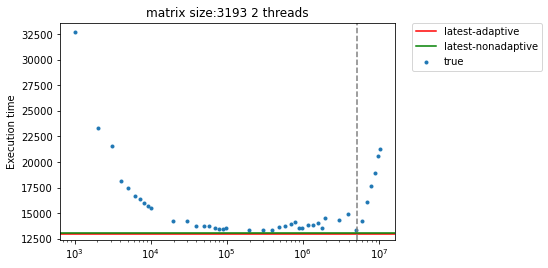 matrix size:3193 2 threads
Execution time
32500
30000
27500
25000
22500
20000
17500
15000
12500
10³
10⁴
10⁵
10⁶
10⁷
latest-adaptive
latest-nonadaptive
true